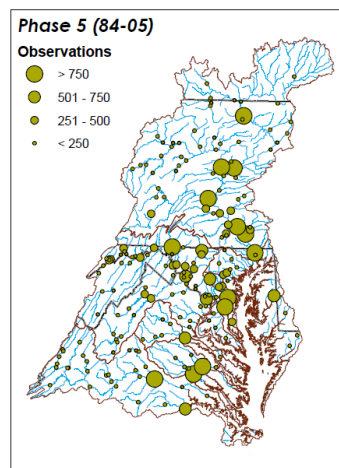 Phase 5 (84-05)
Observations
> 750
501 - 750
251 - 500
< 250